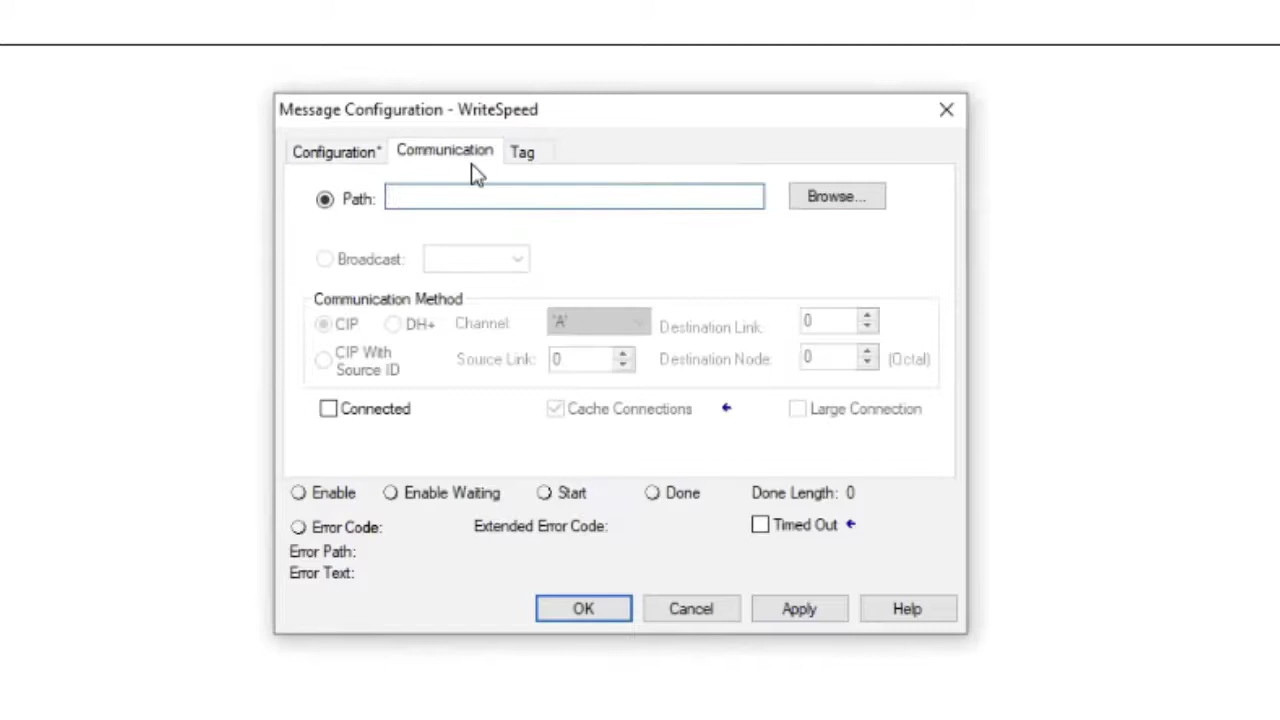 Message Configuration - WriteSpeed
Configuration* Communication Tag
Path: Browse...
Broadcast:
Communication Method
CIP DH+ Channel: 'A' Destination Link: 0
CIP With Source ID Source Link: 0 Destination Node: 0 (Octal)
Connected Cache Connections Large Connection
Enable Enable Waiting Start Done Done Length: 0
Error Code: Extended Error Code: Timed Out
Error Path:
Error Text:
OK Cancel Apply Help